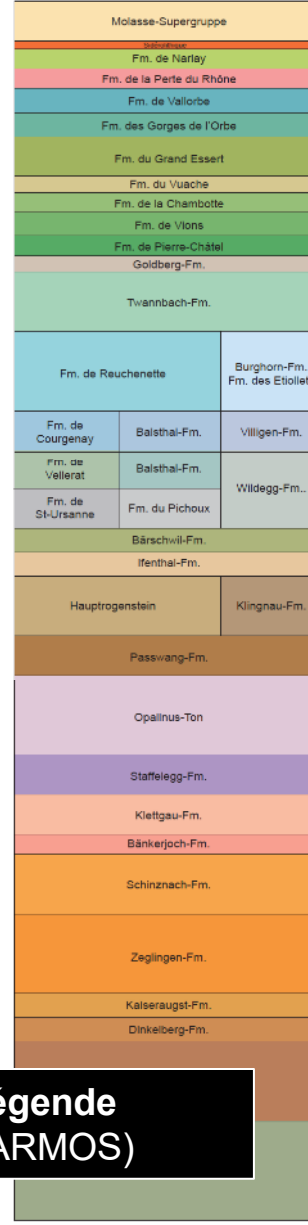 Molasse-Supergruppe
Fm. de Narlay
Fm. de la Perte du Rhône
Fm. de Vallorbe
Fm. des Gorges de l'Orbe
Fm. du Grand Essert
Fm. du Vuache
Fm. de la Chambotte
Fm. de Vions
Fm. de Pierre-Châtel
Goldberg-Fm.
Twannbach-Fm.
Fm. de Reuchenette
Burghorn-Fm.
Fm. des Etiollet
Fm. de
Courgenay
Balsthal-Fm.
Villigen-Fm.
Fm. de
Vellerat
Balsthal-Fm.
Wildegg-Fm..
Fm. de
St-Ursanne
Fm. du Pichoux
Bärschwil-Fm.
Ifenthal-Fm.
Hauptrogenstein
Klingnau-Fm.
Passwang-Fm.
Opalinus-Ton
Staffelegg-Fm.
Klettgau-Fm.
Bänkerjoch-Fm.
Schinznach-Fm.
Zeglingen-Fm.
Kaiseraugst-Fm.
Dinkelberg-Fm.
égende
ARMOS)